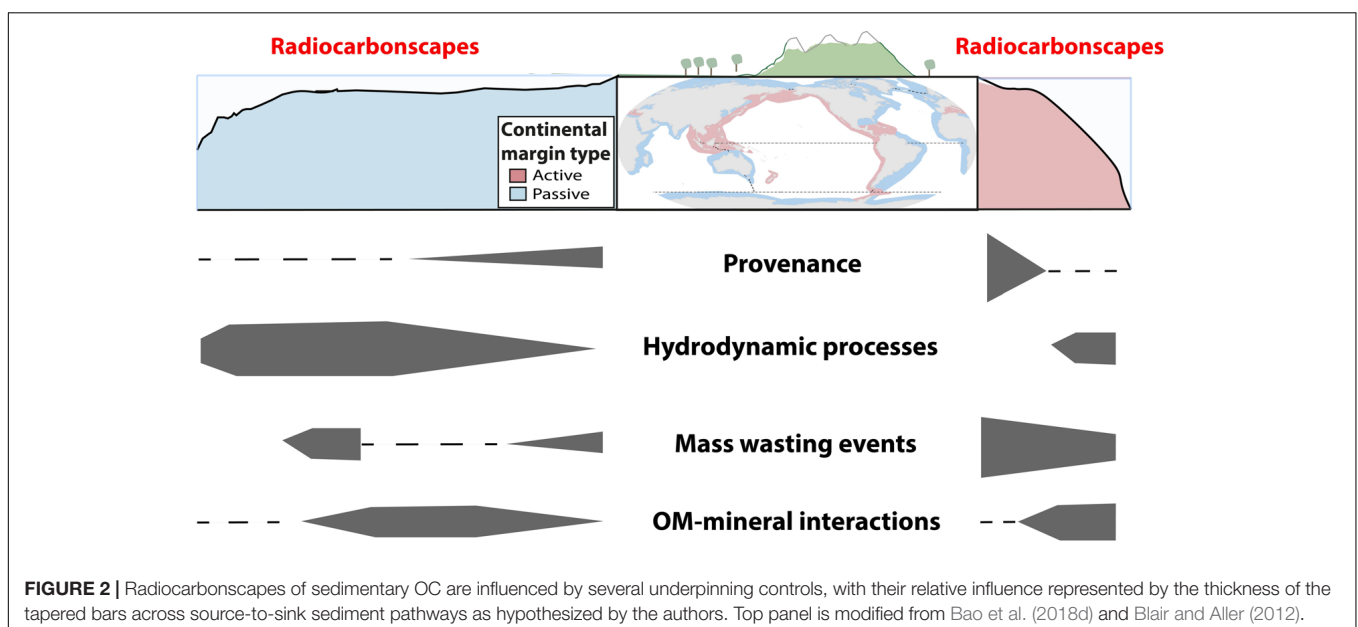 Radiocarbonscapes
Radiocarbonscapes
Continental
margin type
Active
Passive
Provenance
Hydrodynamic processes
Mass wasting events
OM-mineral interactions
FIGURE 2 | Radiocarbonscapes of sedimentary OC are influenced by several underpinning controls, with their relative influence represented by the thickness of the
tapered bars across source-to-sink sediment pathways as hypothesized by the authors. Top panel is modified from Bao et al. (2018d) and Blair and Aller (2012).